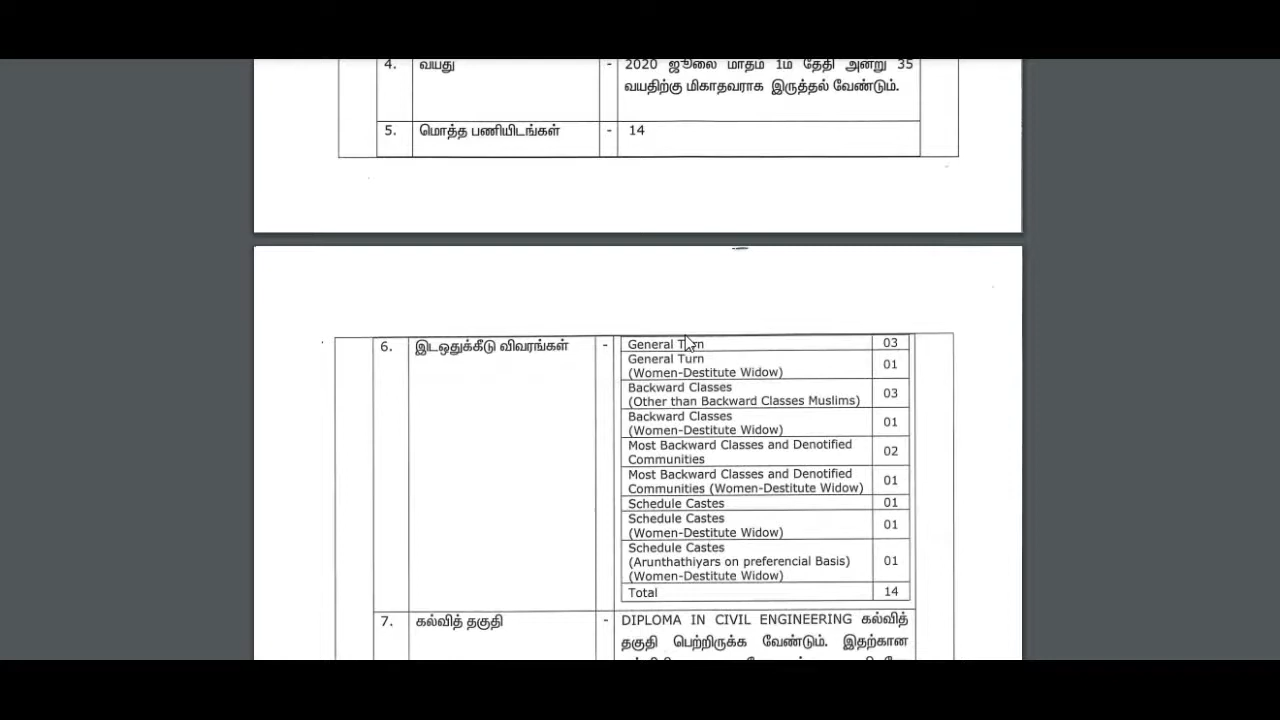 4. வயது - 2020 ஜூலை மாதம் 1ம் தேதி அன்று 35
வயதிற்கு மிகாதவராக இருத்தல் வேண்டும்.
5. மொத்த பணியிடங்கள் - 14
6. இடஒதுக்கீடு விவரங்கள் - General Turn 03
General Turn
(Women-Destitute Widow) 01
Backward Classes
(Other than Backward Classes Muslims) 03
Backward Classes
(Women-Destitute Widow) 01
Most Backward Classes and Denotified
Communities 02
Most Backward Classes and Denotified
Communities (Women-Destitute Widow) 01
Schedule Castes 01
Schedule Castes
(Women-Destitute Widow) 01
Schedule Castes
(Arunthathiyars on preferencial Basis)
(Women-Destitute Widow) 01
Total 14
7. கல்வித் தகுதி - DIPLOMA IN CIVIL ENGINEERING கல்வித்
தகுதி பெற்றிருக்க வேண்டும். இதற்கான